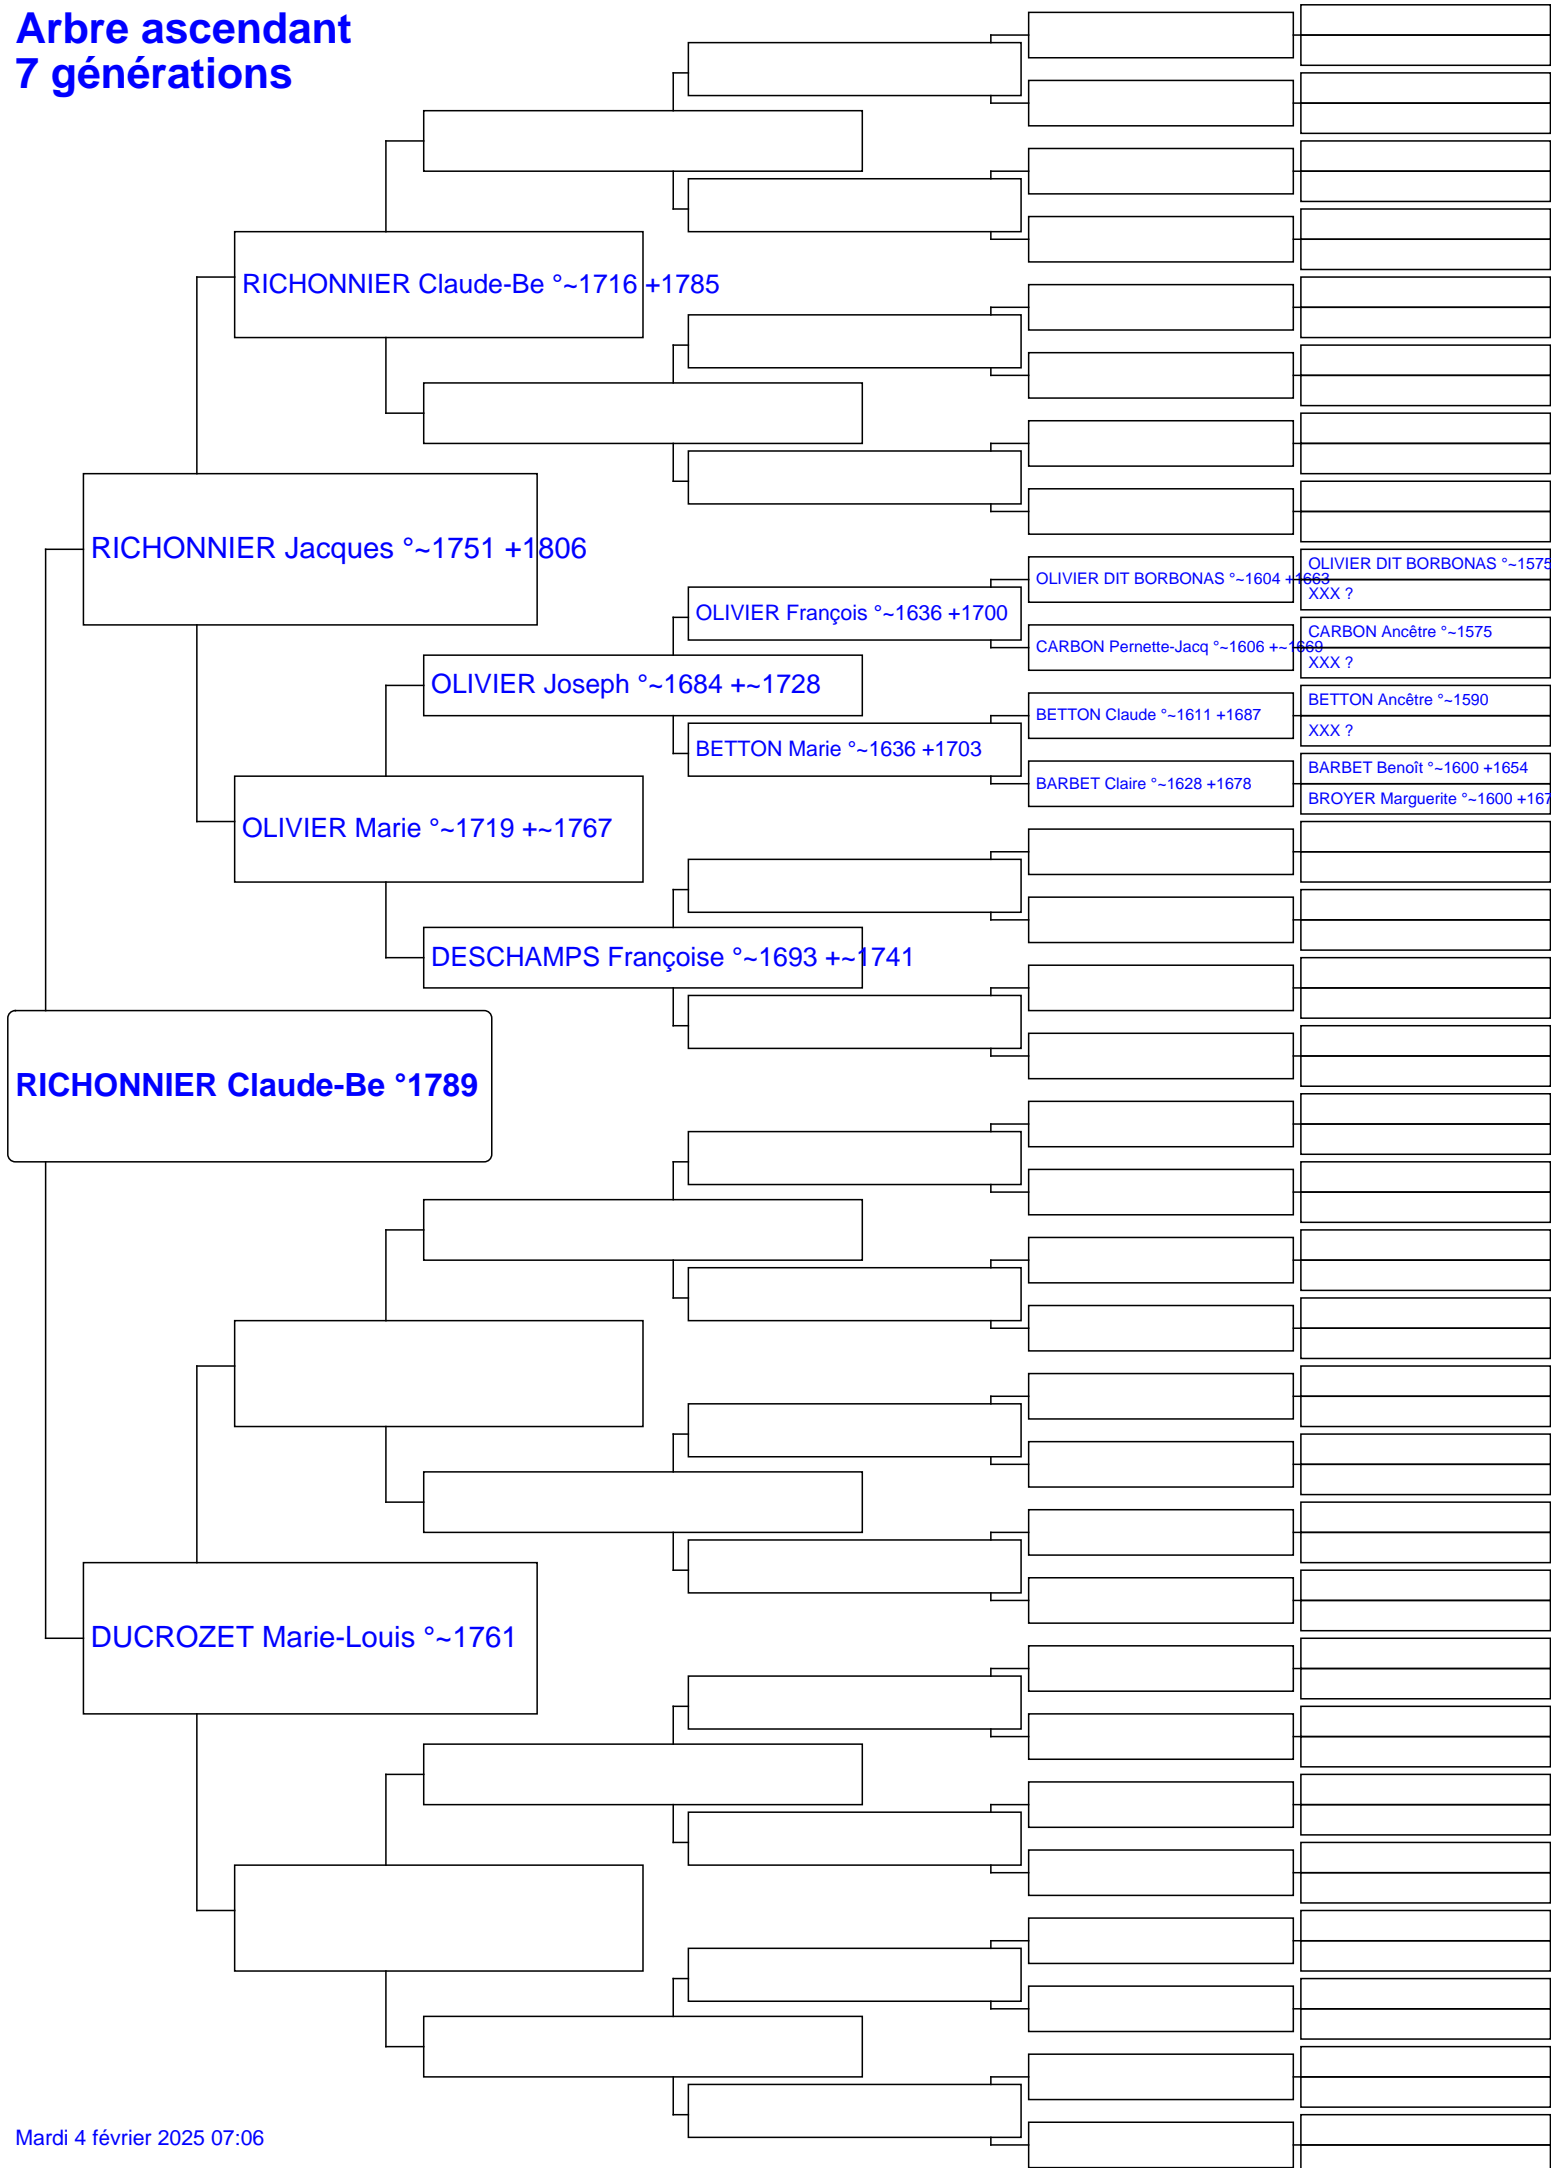 Arbre ascendant
7 générations
RICHONNIER Claude-Be °~1716 +1785
RICHONNIER Jacques °~1751 +1806
OLIVIER DIT BORBONAS °~1604 +1663
OLIVIER DIT BORBONAS °~1575
XXX ?
OLIVIER François °~1636 +1700
CARBON Pernette-Jacq °~1606 +~1669
CARBON Ancêtre °~1575
XXX ?
OLIVIER Joseph °~1684 +~1728
BETTON Claude °~1611 +1687
BETTON Ancêtre °~1590
XXX ?
BETTON Marie °~1636 +1703
BARBET Claire °~1628 +1678
BARBET Benoît °~1600 +1654
BROYER Marguerite °~1600 +167
OLIVIER Marie °~1719 +~1767
DESCHAMPS Françoise °~1693 +~1741
RICHONNIER Claude-Be °1789
DUCROZET Marie-Louis °~1761
Mardi 4 février 2025 07:06